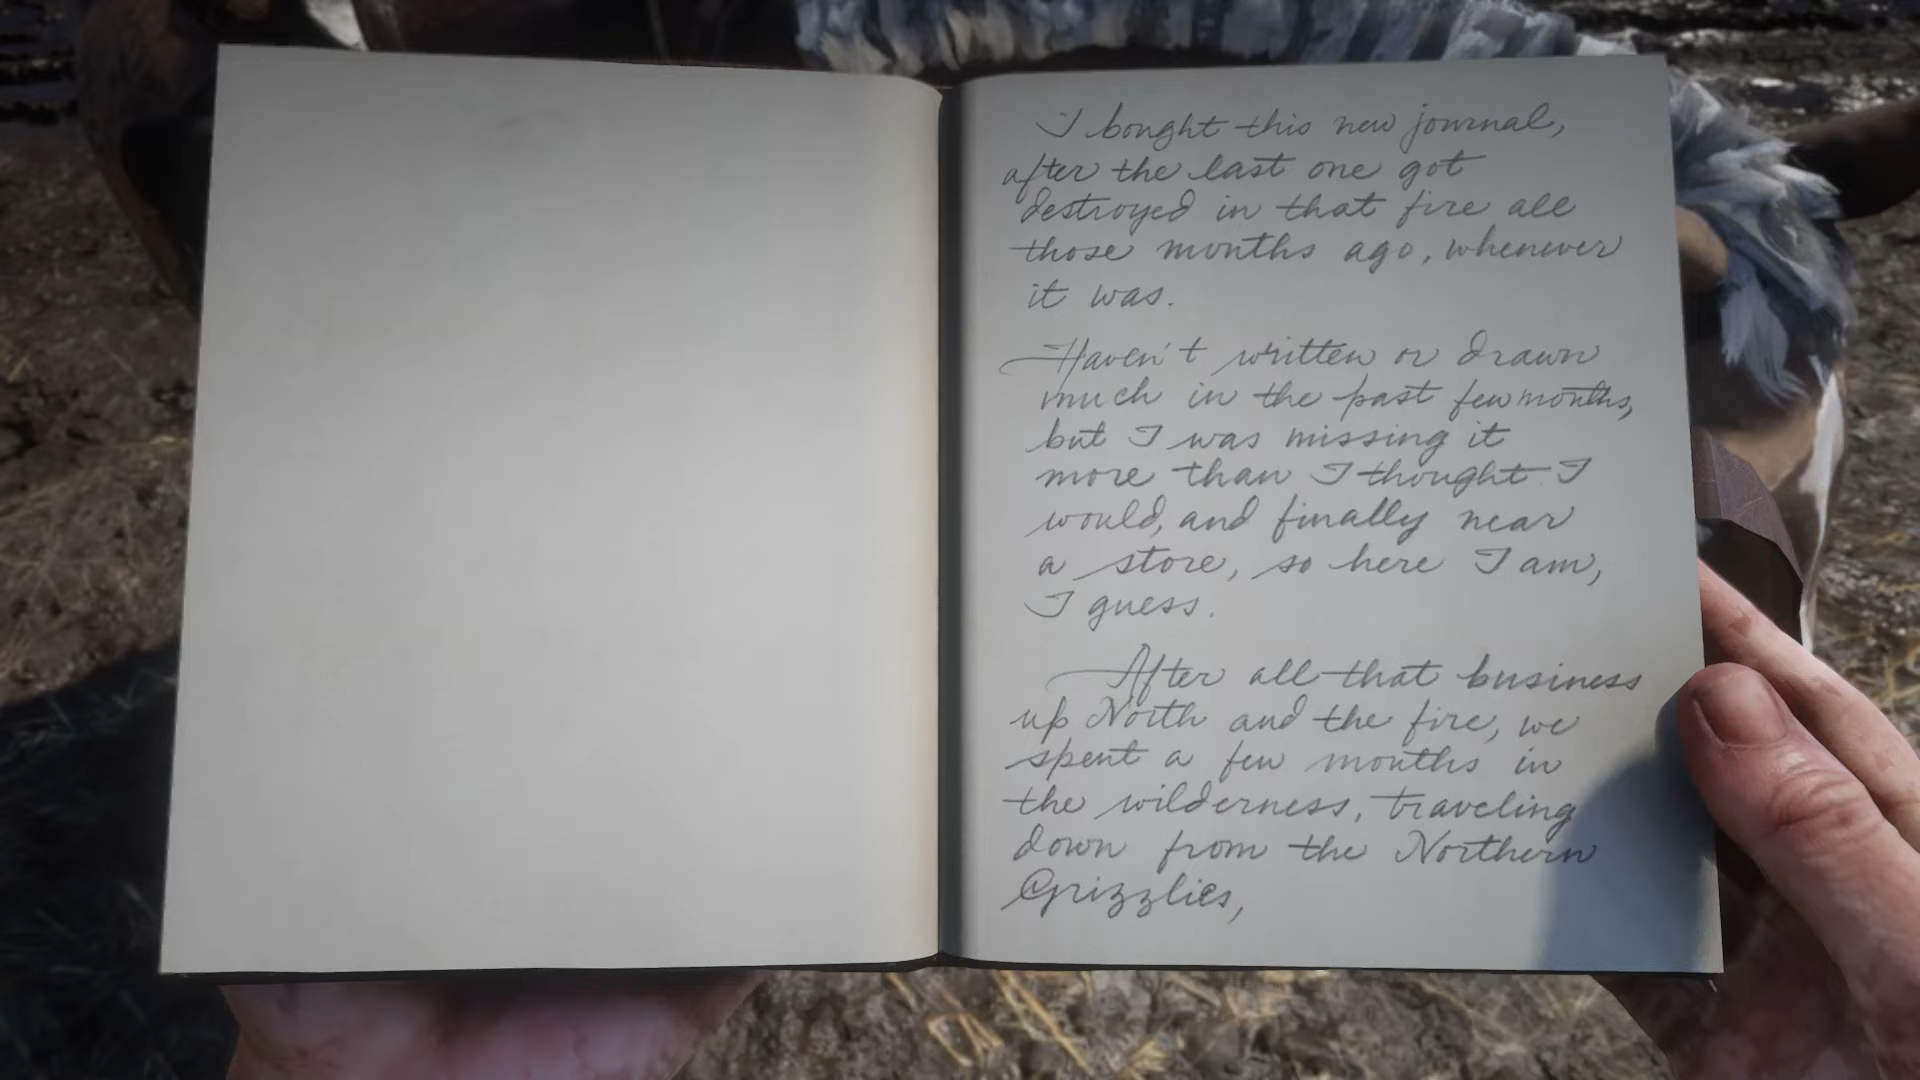 I bought this new journal,
after the last one got
destroyed in that fire all
those months ago, whenever
it was.
Haven't written or drawn
much in the past few months,
but I was missing it
more than I thought I
would, and finally near
a store, so here I am,
I guess.
After all that business
up North and the fire, we
spent a few months in
the wilderness, traveling
down from the Northern
Grizzlies,